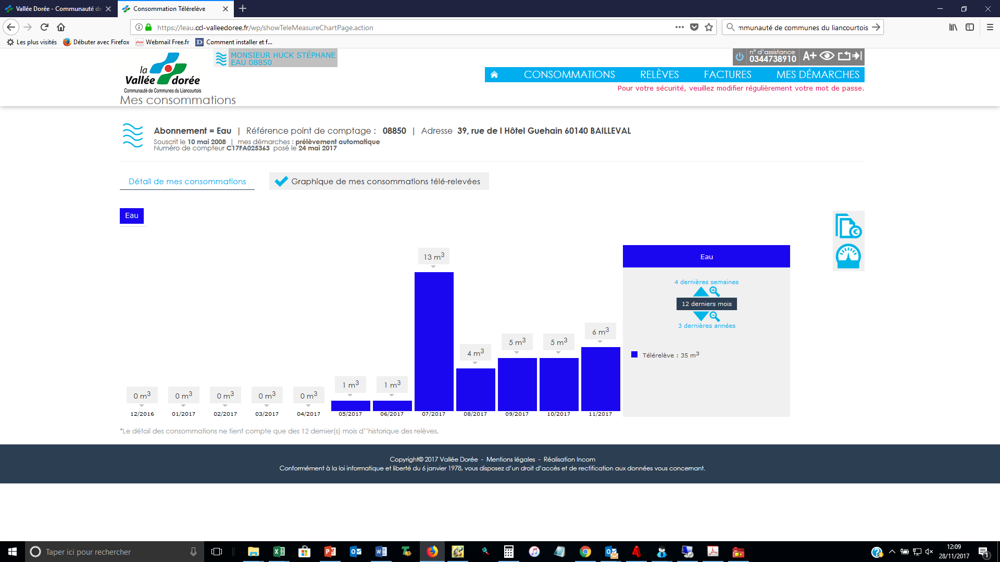 Vallée Dorée - Communauté de
Consommation Télérelève
https://leau.ccl-valleedoree.fr/wp/showTeleMeasureChartPage.action
mmunauté de communes du liancourtois
Les plus visités
Débuter avec Firefox
Webmail Free.fr
Comment installer et f...
la
Vallée dorée
Communauté de Communes du Liancourtois
MONSIEUR HUCK STÉPHANE
EAU 08850
n° d'assistance
0344738910
A+
CONSOMMATIONS RELÈVES FACTURES MES DÉMARCHES
Pour votre sécurité, veuillez modifier régulièrement votre mot de passe.
Mes consommations
Abonnement = Eau | Référence point de comptage : 08850 | Adresse 39, rue de l Hôtel Guehain 60140 BAILLEVAL
Souscrit le 10 mai 2008 | mes démarches : prélèvement automatique
Numéro de compteur C17FA025363 posé le 24 mai 2017
Détail de mes consommations
Graphique de mes consommations télé-relevées
Eau
0 m³ 0 m³ 0 m³ 0 m³ 0 m³ 1 m³ 1 m³ 13 m³ 4 m³ 5 m³ 5 m³ 6 m³
12/2016 01/2017 02/2017 03/2017 04/2017 05/2017 06/2017 07/2017 08/2017 09/2017 10/2017 11/2017
Eau
4 dernières semaines
12 derniers mois
3 dernières années
Télérelève : 35 m³
*Le détail des consommations ne tient compte que des 12 dernier(s) mois d''historique des relèves.
Copyright© 2017 Vallée Dorée - Mentions légales - Réalisation Incom
Conformément à la loi informatique et liberté du 6 janvier 1978, vous disposez d'un droit d'accès et de rectification aux données vous concernant.
Taper ici pour rechercher
12:09
28/11/2017
1